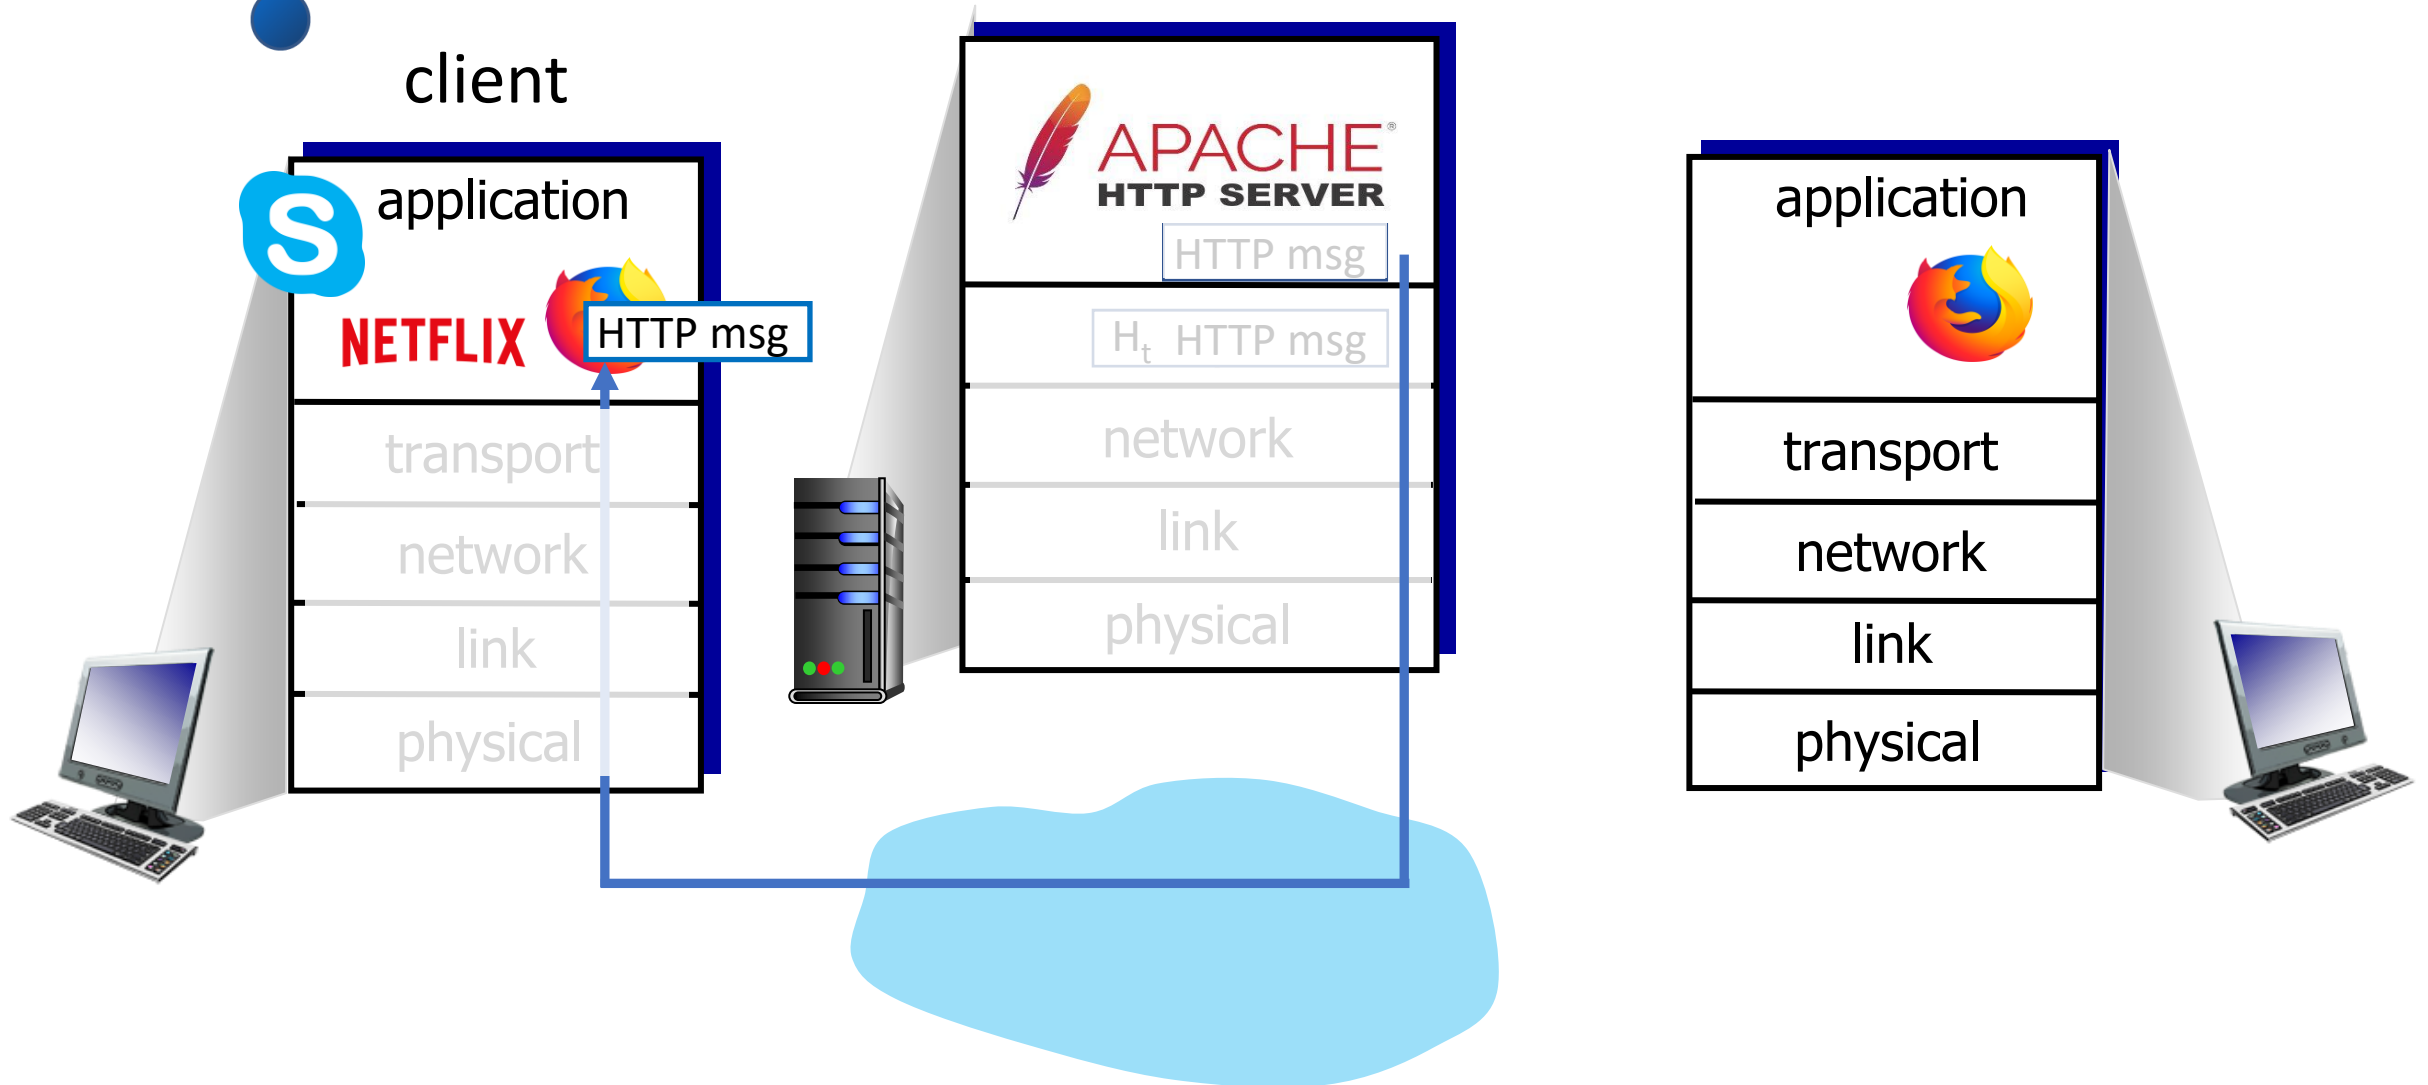 client
application
S
NETFLIX
HTTP msg
transport
network
link
physical
APACHE®
HTTP SERVER
HTTP msg
Ht HTTP msg
network
link
physical
application
transport
network
link
physical